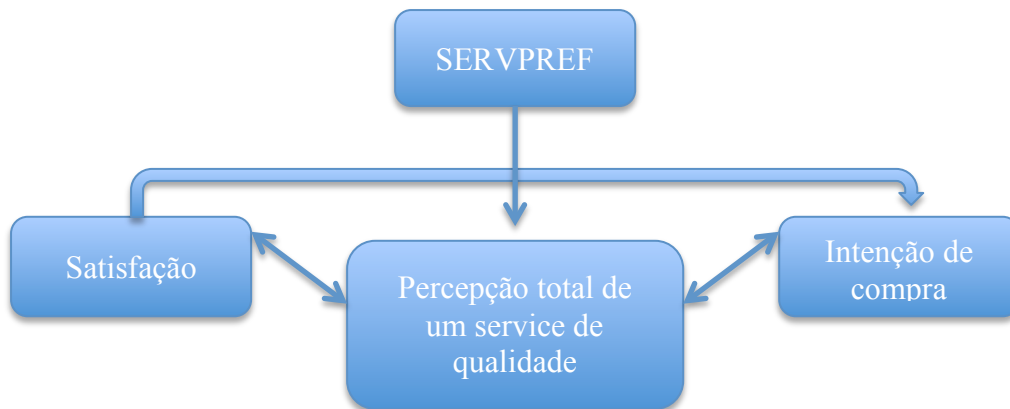 SERVPREF
Satisfação
Percepção total de
um service de
qualidade
Intenção de
compra